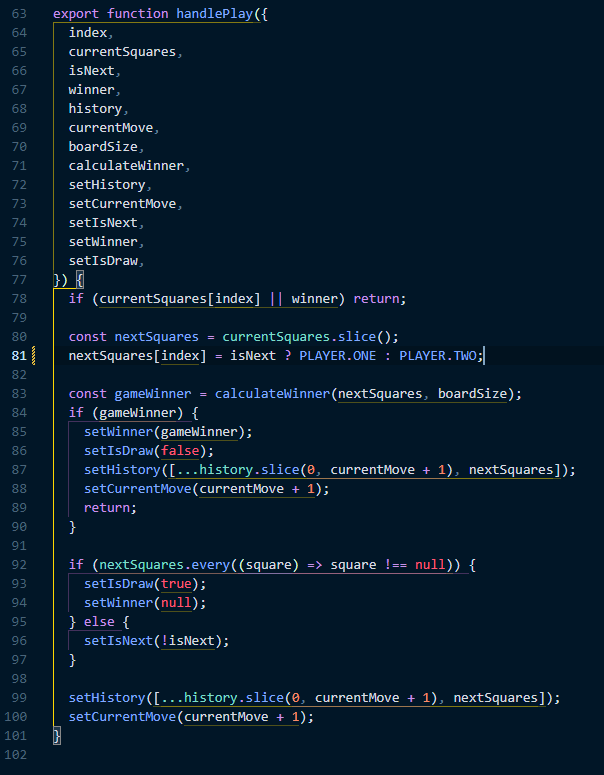 63 export function handlePlay({
64   index,
65   currentSquares,
66   isNext,
67   winner,
68   history,
69   currentMove,
70   boardSize,
71   calculateWinner,
72   setHistory,
73   setCurrentMove,
74   setIsNext,
75   setWinner,
76   setIsDraw,
77 }) {
78   if (currentSquares[index] || winner) return;
79
80   const nextSquares = currentSquares.slice();
81   nextSquares[index] = isNext ? PLAYER.ONE : PLAYER.TWO;
82
83   const gameWinner = calculateWinner(nextSquares, boardSize);
84   if (gameWinner) {
85     setWinner(gameWinner);
86     setIsDraw(false);
87     setHistory([...history.slice(0, currentMove + 1), nextSquares]);
88     setCurrentMove(currentMove + 1);
89     return;
90   }
91
92   if (nextSquares.every((square) => square !== null)) {
93     setIsDraw(true);
94     setWinner(null);
95   } else {
96     setIsNext(!isNext);
97   }
98
99   setHistory([...history.slice(0, currentMove + 1), nextSquares]);
100   setCurrentMove(currentMove + 1);
101 }
102